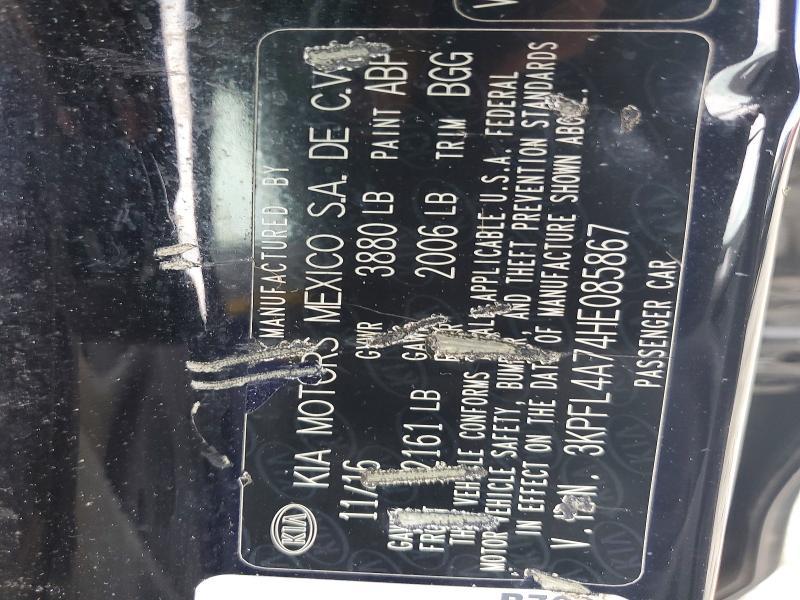 MANUFACTURED BY
KIA KIA MOTORS MEXICO S.A. DE C.V
11/16 GVWR 3880 LB PAINT ABP
2161 LB 2006 LB TRIM BGG
VEHICLE CONFORMS APPLICABLE U.S.A. FEDERAL
MOTOR VEHICLE SAFETY, AND THEFT PREVENTION STANDARDS
IN EFFECT ON THE DATE OF MANUFACTURE SHOWN
3KPFL4A74HE085867
PASSENGER CAR